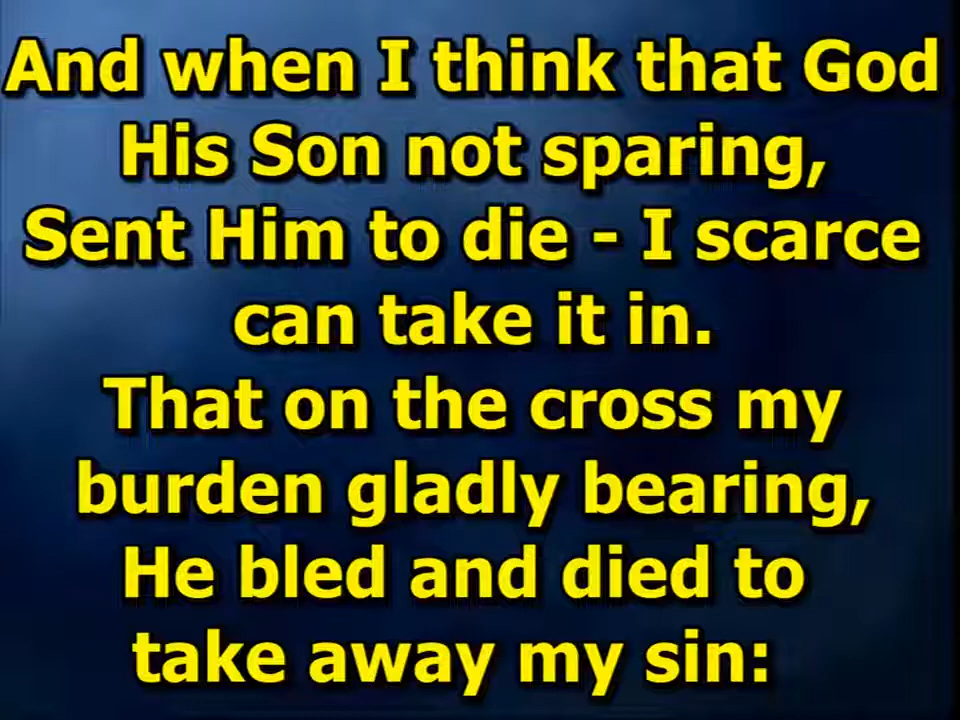 And when I think that God
His Son not sparing,
Sent Him to die - I scarce
can take it in.
That on the cross my
burden gladly bearing,
He bled and died to
take away my sin: